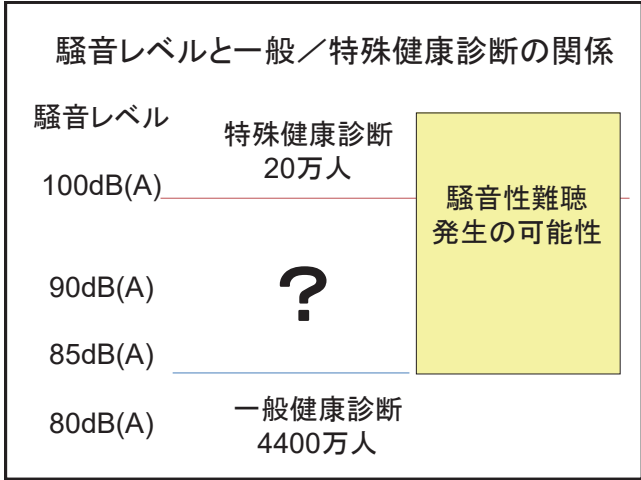 騒音レベルと一般／特殊健康診断の関係
騒音レベル
特殊健康診断
20万人
100dB(A)
騒音性難聴
発生の可能性
90dB(A)
?
85dB(A)
80dB(A)
一般健康診断
4400万人